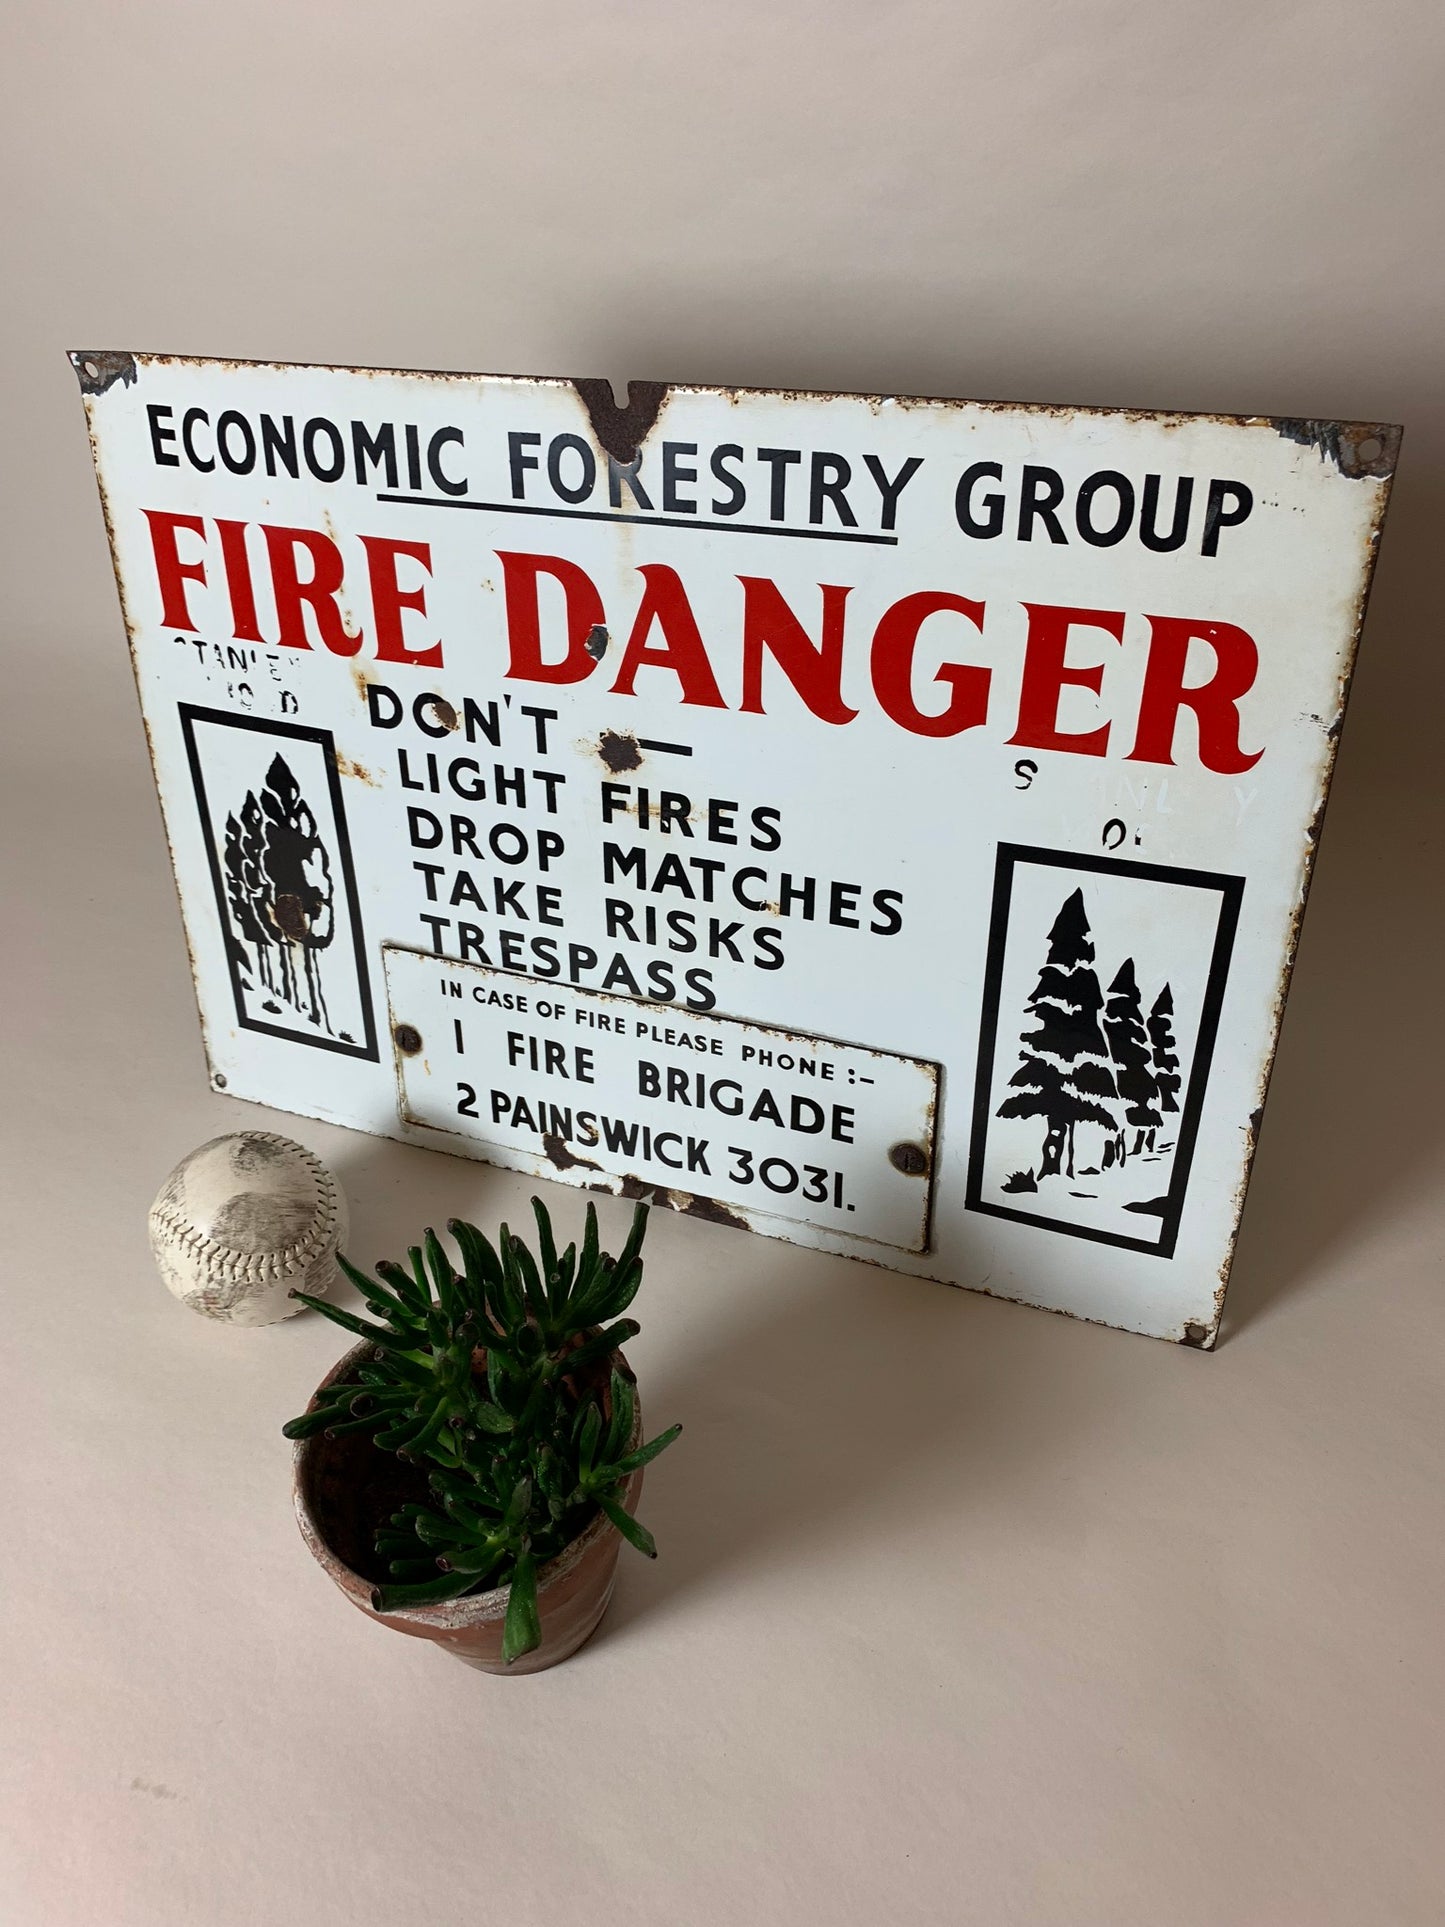 ECONOMIC FORESTRY GROUP
FIRE DANGER
STANLEY
DON'T —
LIGHT FIRES
DROP MATCHES
TAKE RISKS
TRESPASS
IN CASE OF FIRE PLEASE PHONE :-
1 FIRE BRIGADE
2 PAINSWICK 3031.